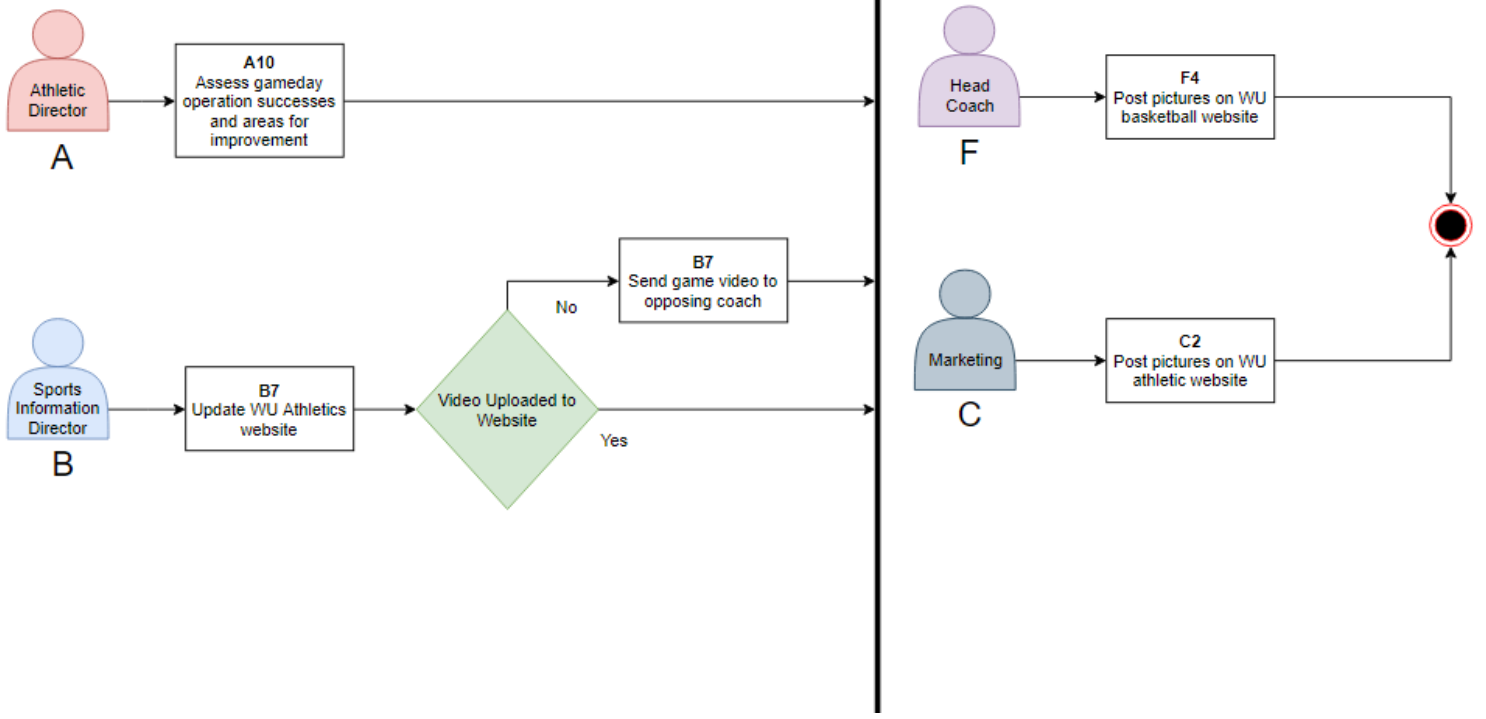 Athletic
Director
A
A10
Assess gameday
operation successes
and areas for
improvement
Sports
Information
Director
B
B7
Update WU Athletics
website
Video Uploaded to
Website
No
Yes
B7
Send game video to
opposing coach
Head
Coach
F
F4
Post pictures on WU
basketball website
Marketing
C
C2
Post pictures on WU
athletic website